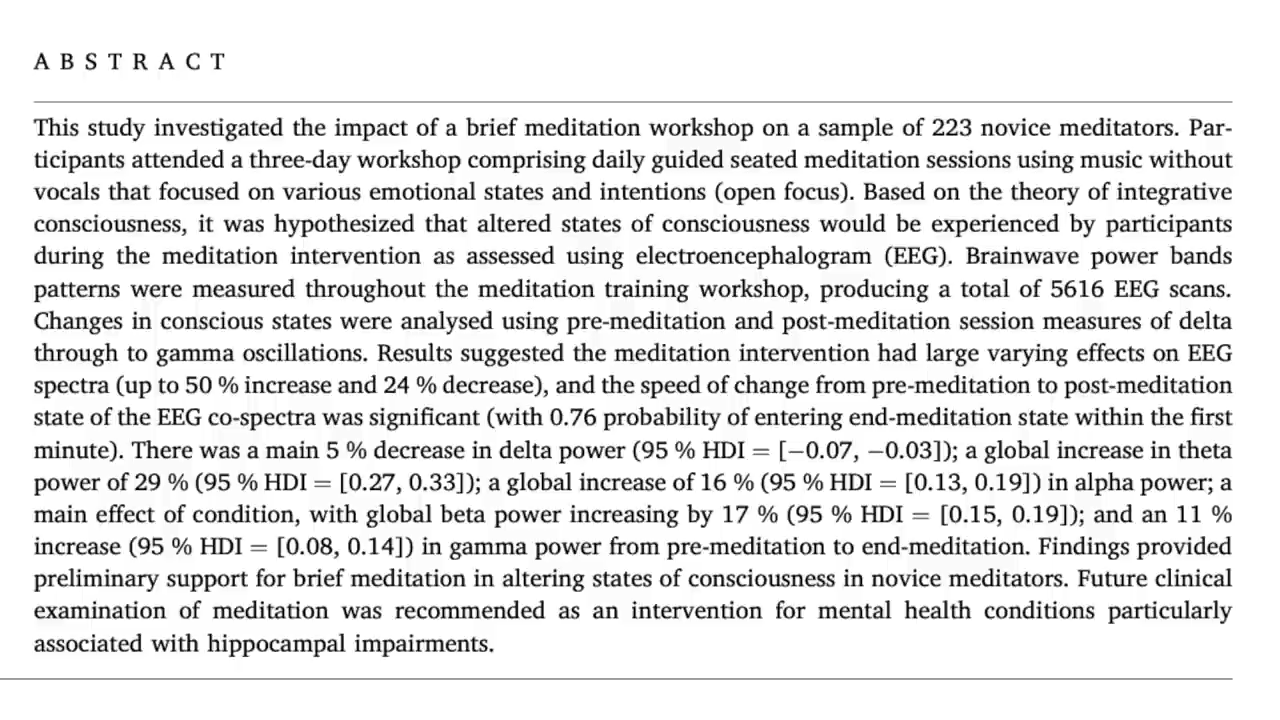 A B S T R A C T
This study investigated the impact of a brief meditation workshop on a sample of 223 novice meditators. Par-
ticipants attended a three-day workshop comprising daily guided seated meditation sessions using music without
vocals that focused on various emotional states and intentions (open focus). Based on the theory of integrative
consciousness, it was hypothesized that altered states of consciousness would be experienced by participants
during the meditation intervention as assessed using electroencephalogram (EEG). Brainwave power bands
patterns were measured throughout the meditation training workshop, producing a total of 5616 EEG scans.
Changes in conscious states were analysed using pre-meditation and post-meditation session measures of delta
through to gamma oscillations. Results suggested the meditation intervention had large varying effects on EEG
spectra (up to 50 % increase and 24 % decrease), and the speed of change from pre-meditation to post-meditation
state of the EEG co-spectra was significant (with 0.76 probability of entering end-meditation state within the first
minute). There was a main 5 % decrease in delta power (95 % HDI = [−0.07, −0.03]); a global increase in theta
power of 29 % (95 % HDI = [0.27, 0.33]); a global increase of 16 % (95 % HDI = [0.13, 0.19]) in alpha power; a
main effect of condition, with global beta power increasing by 17 % (95 % HDI = [0.15, 0.19]); and an 11 %
increase (95 % HDI = [0.08, 0.14]) in gamma power from pre-meditation to end-meditation. Findings provided
preliminary support for brief meditation in altering states of consciousness in novice meditators. Future clinical
examination of meditation was recommended as an intervention for mental health conditions particularly
associated with hippocampal impairments.